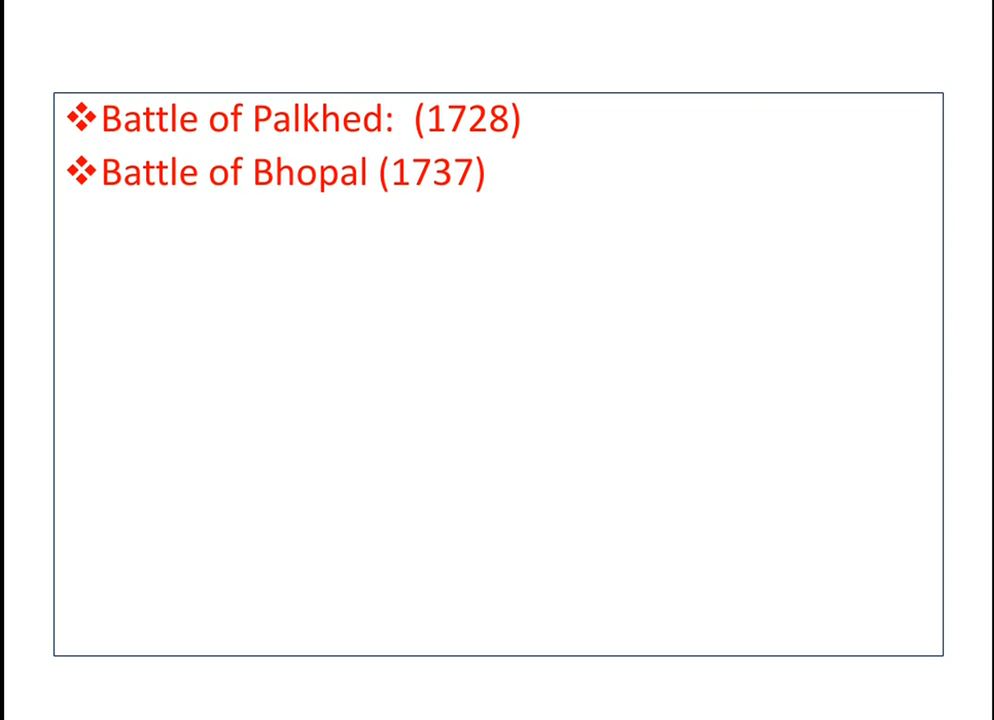 ❖Battle of Palkhed:  (1728)
❖Battle of Bhopal (1737)